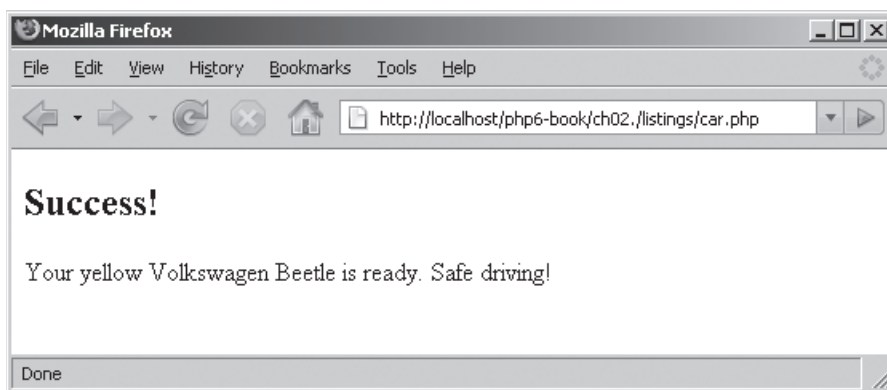 Mozilla Firefox
File Edit View History Bookmarks Tools Help
http://localhost/php6-book/ch02./listings/car.php
Success!
Your yellow Volkswagen Beetle is ready. Safe driving!
Done